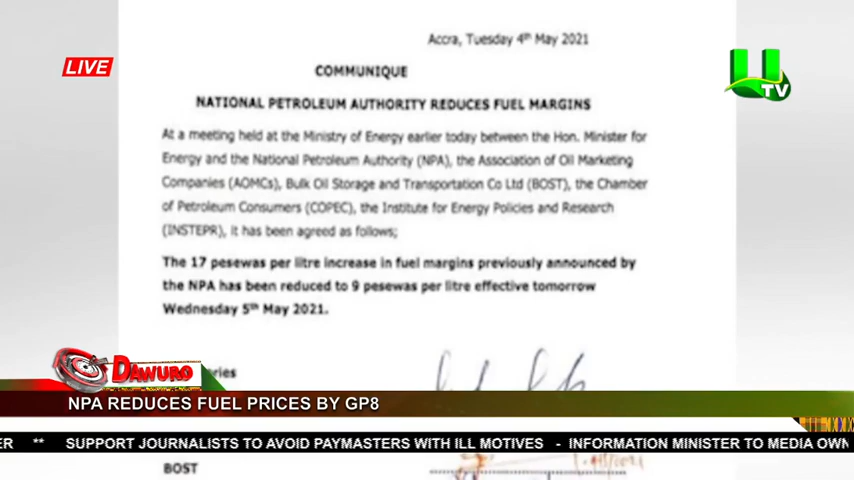 Accra, Tuesday 4th May 2021
LIVE
U
TV
COMMUNIQUE
NATIONAL PETROLEUM AUTHORITY REDUCES FUEL MARGINS
At a meeting held at the Ministry of Energy earlier today between the Hon. Minister for
Energy and the National Petroleum Authority (NPA), the Association of Oil Marketing
Companies (AOMCs), Bulk Oil Storage and Transportation Co Ltd (BOST), the Chamber
of Petroleum Consumers (COPEC), the Institute for Energy Policies and Research
(INSTEPR), it has been agreed as follows;
The 17 pesewas per litre increase in fuel margins previously announced by
the NPA has been reduced to 9 pesewas per litre effective tomorrow
Wednesday 5th May 2021.
DAWURO
ries
NPA REDUCES FUEL PRICES BY GP8
ER ** SUPPORT JOURNALISTS TO AVOID PAYMASTERS WITH ILL MOTIVES - INFORMATION MINISTER TO MEDIA OWN
BOST